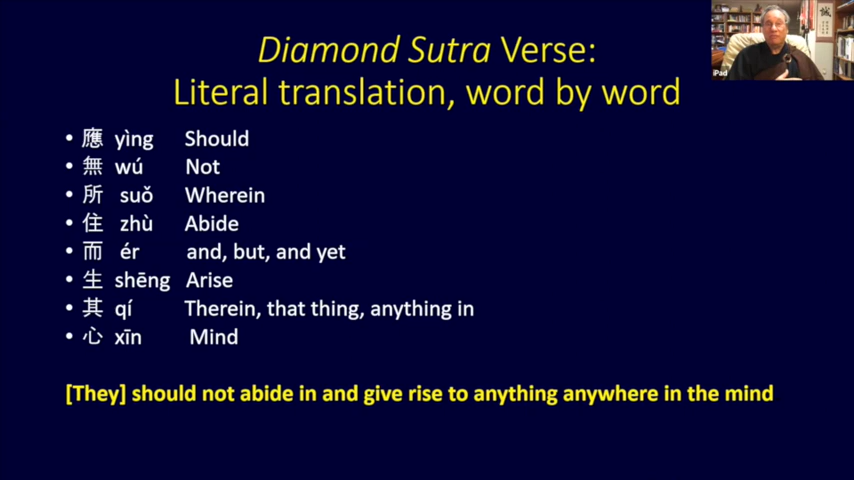 Diamond Sutra Verse:
Literal translation, word by word
• 應 yìng Should
• 無 wú Not
• 所 suǒ Wherein
• 住 zhù Abide
• 而 ér and, but, and yet
• 生 shēng Arise
• 其 qí Therein, that thing, anything in
• 心 xīn Mind
[They] should not abide in and give rise to anything anywhere in the mind
iPad